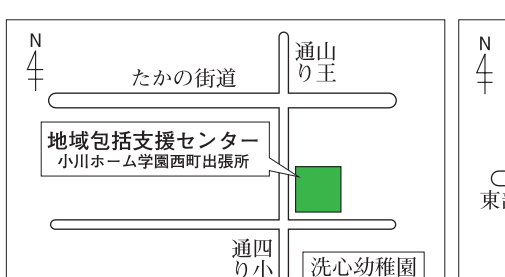 N
山王
通り
たかの街道
地域包括支援センター
小川ホーム学園西町出張所
四小
通り
洗心幼稚園
N
東